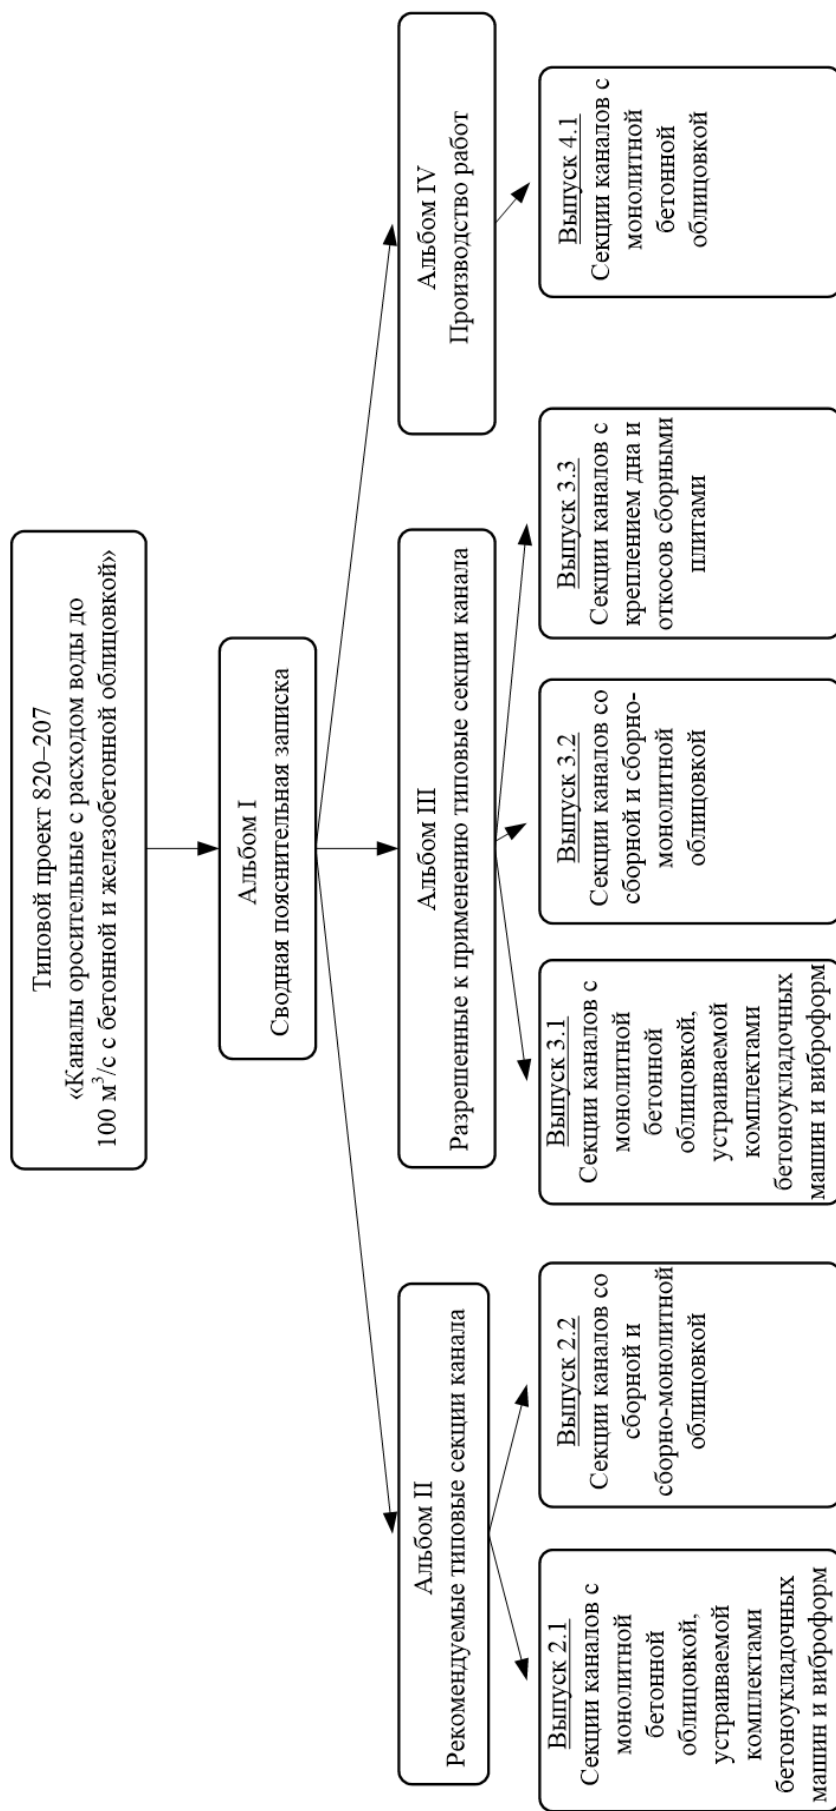 Типовой проект 820–207
«Каналы оросительные с расходом воды до
100 м³/с с бетонной и железобетонной облицовкой»
Альбом I
Сводная пояснительная записка
Альбом II
Рекомендуемые типовые секции канала
Альбом III
Разрешенные к применению типовые секции канала
Альбом IV
Производство работ
Выпуск 2.1
Секции каналов с
монолитной
бетонной
облицовкой,
устраиваемой
комплектами
бетоноукладочных
машин и виброформ
Выпуск 2.2
Секции каналов со
сборной и
сборно-монолитной
облицовкой
Выпуск 3.1
Секции каналов с
монолитной
бетонной
облицовкой,
устраиваемой
комплектами
бетоноукладочных
машин и виброформ
Выпуск 3.2
Секции каналов со
сборной и сборно-
монолитной
облицовкой
Выпуск 3.3
Секции каналов с
креплением дна и
откосов сборными
плитами
Выпуск 4.1
Секции каналов с
монолитной
бетонной
облицовкой